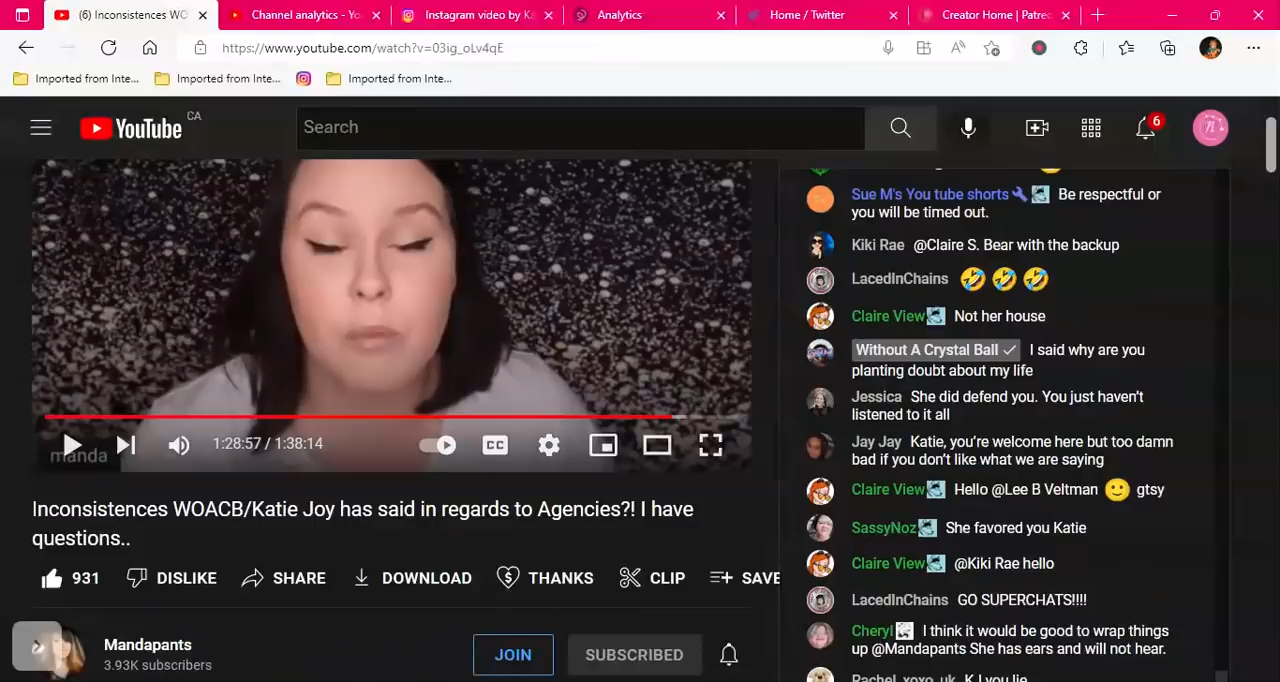 (6) Inconsistences WO
Channel analytics - Yo
Instagram video by Ka
Analytics
Home / Twitter
Creator Home | Patreo
https://www.youtube.com/watch?v=03ig_oLv4qE
Imported from Inte...
Imported from Inte...
Imported from Inte...
YouTube CA
Search
6
Sue M's You tube shorts Be respectful or
you will be timed out.
Kiki Rae @Claire S. Bear with the backup
LacedInChains 🤣🤣🤣
Claire View Not her house
Without A Crystal Ball ✓ I said why are you
planting doubt about my life
Jessica She did defend you. You just haven't
listened to it all
Jay Jay Katie, you're welcome here but too damn
bad if you don't like what we are saying
Claire View Hello @Lee B Veltman 🙂 gtsy
SassyNoz She favored you Katie
Claire View @Kiki Rae hello
LacedInChains GO SUPERCHATS!!!!
Cheryl I think it would be good to wrap things
up @Mandapants She has ears and will not hear.
Rachel_xoxo_uk K.J you lie
1:28:57 / 1:38:14
CC
manda
Inconsistences WOACB/Katie Joy has said in regards to Agencies?! I have
questions..
931 DISLIKE SHARE DOWNLOAD THANKS CLIP SAVE
Mandapants
3.93K subscribers
JOIN
SUBSCRIBED